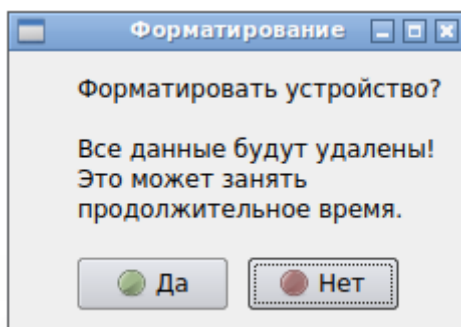 Форматирование
Форматировать устройство?
Все данные будут удалены!
Это может занять
продолжительное время.
Да
Нет